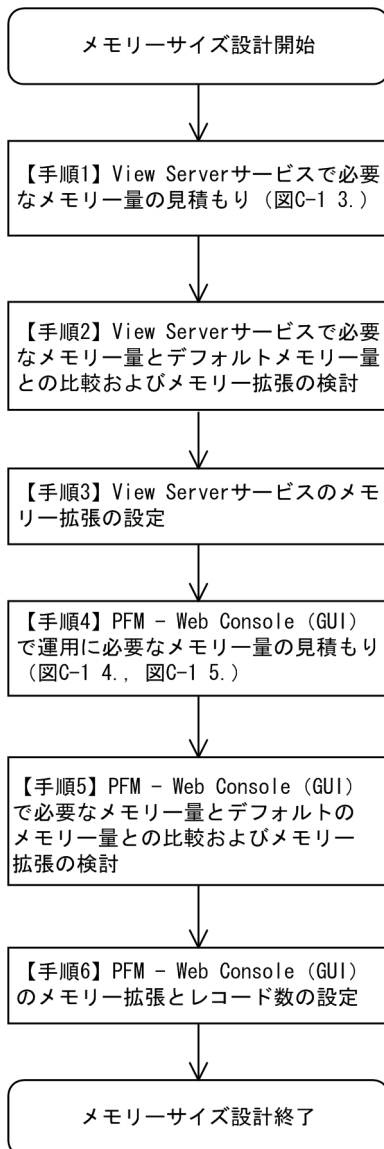 メモリーサイズ設計開始
【手順1】View Serverサービスで必要
なメモリー量の見積もり（図C-1 3.）
【手順2】View Serverサービスで必要
なメモリー量とデフォルトメモリー量
との比較およびメモリー拡張の検討
【手順3】View Serverサービスのメモ
リー拡張の設定
【手順4】PFM - Web Console（GUI）
で運用に必要なメモリー量の見積もり
（図C-1 4., 図C-1 5.）
【手順5】PFM - Web Console（GUI）
で必要なメモリー量とデフォルトの
メモリー量との比較およびメモリー
拡張の検討
【手順6】PFM - Web Console（GUI）
のメモリー拡張とレコード数の設定
メモリーサイズ設計終了